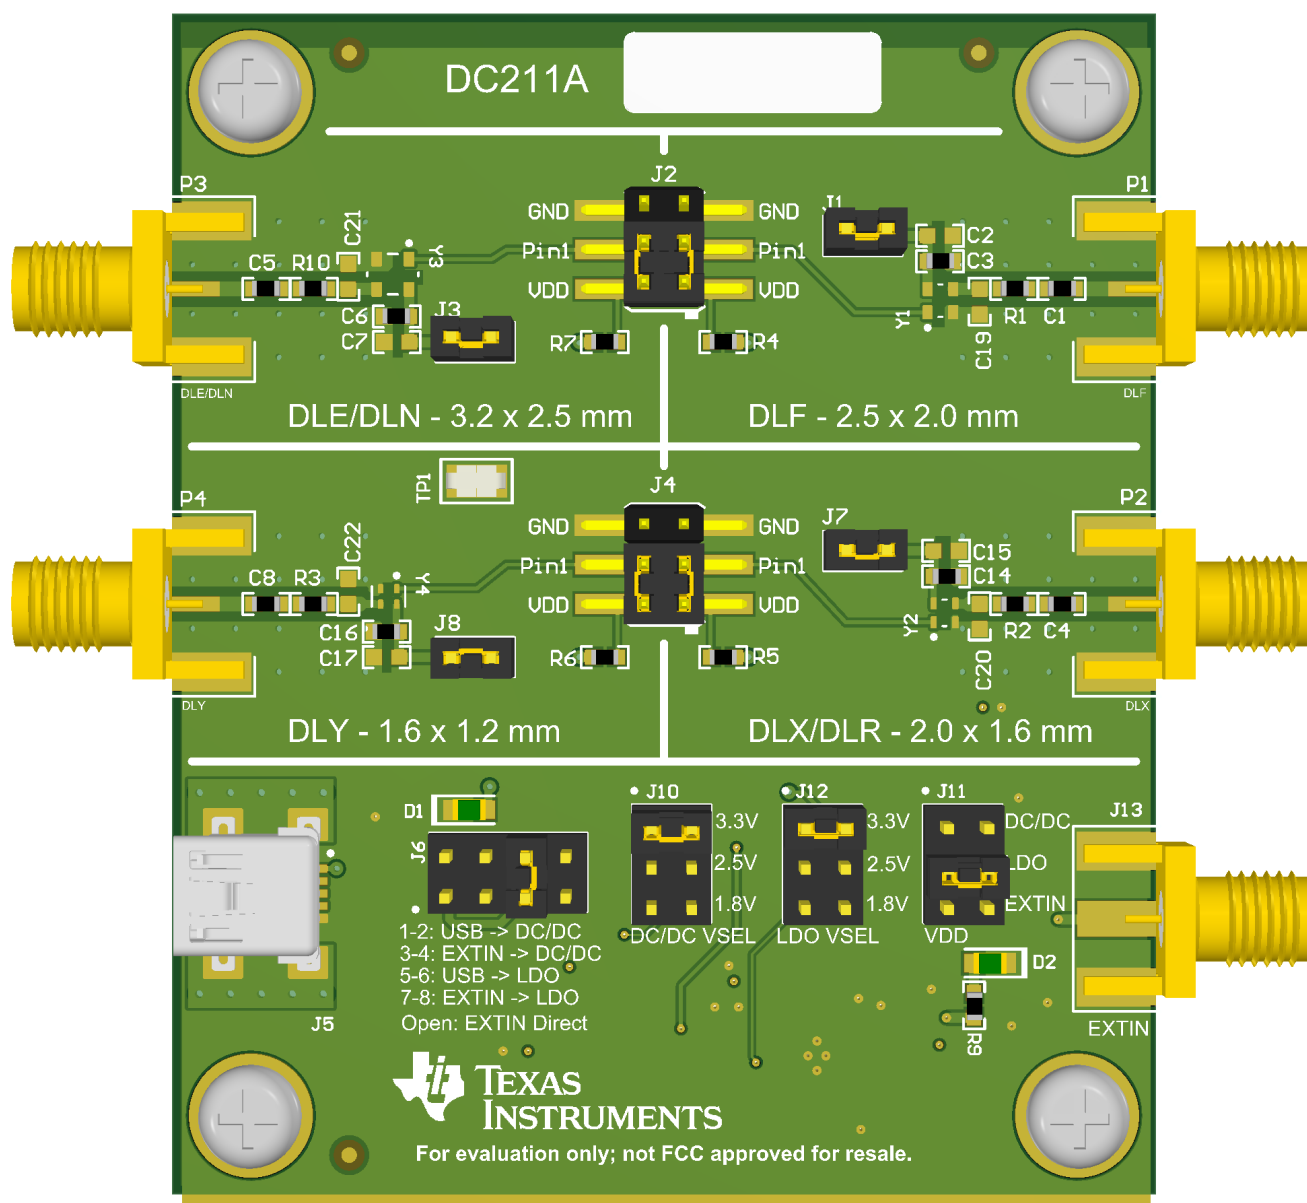 DC211A
J2
P3
J1
P1
C21
GND
GND
C2
Y3
Pin1
Pin1
C3
C5
R10
VDD
VDD
C6
J3
Y1
R1
C1
C7
R7
R4
C19
DLE/DLN
DLF
DLE/DLN - 3.2 x 2.5 mm
DLF - 2.5 x 2.0 mm
TP1
J4
P4
J7
P2
C22
GND
GND
C15
Y4
Pin1
Pin1
C14
C8
R3
VDD
VDD
C16
J8
Y2
R2
C4
C17
R6
R5
C20
DLY
DLX
DLY - 1.6 x 1.2 mm
DLX/DLR - 2.0 x 1.6 mm
D1
J10
J12
J11
J13
3.3V
3.3V
DC/DC
J6
2.5V
2.5V
LDO
1.8V
1.8V
EXTIN
DC/DC VSEL
LDO VSEL
VDD
1-2: USB -> DC/DC
3-4: EXTIN -> DC/DC
5-6: USB -> LDO
7-8: EXTIN -> LDO
Open: EXTIN Direct
D2
J5
R9
EXTIN
TEXAS
INSTRUMENTS
For evaluation only; not FCC approved for resale.